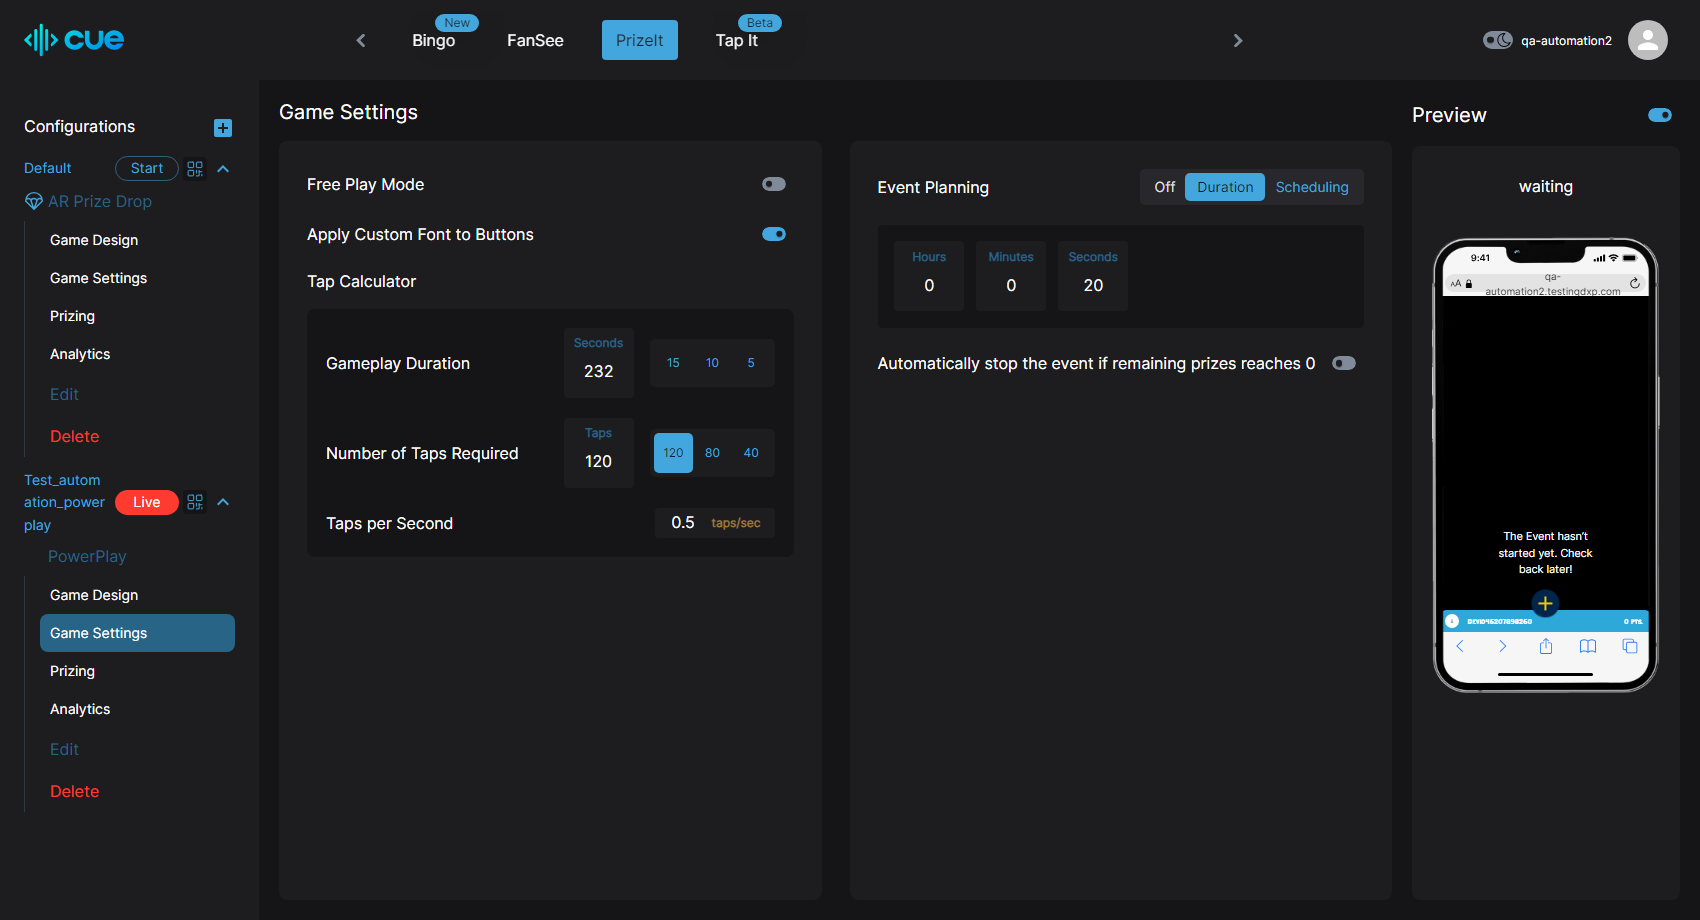 cue
New
Bingo
FanSee
PrizeIt
Beta
Tap It
qa-automation2
Configurations
Default
Start
AR Prize Drop
Game Design
Game Settings
Prizing
Analytics
Edit
Delete
Test_autom
ation_power
play
Live
PowerPlay
Game Design
Game Settings
Prizing
Analytics
Edit
Delete
Game Settings
Free Play Mode
Apply Custom Font to Buttons
Tap Calculator
Gameplay Duration
Seconds
232
15 10 5
Number of Taps Required
Taps
120
120 80 40
Taps per Second
0.5 taps/sec
Event Planning
Off Duration Scheduling
Hours Minutes Seconds
0 0 20
Automatically stop the event if remaining prizes reaches 0
Preview
waiting
9:41
AA
qa-
automation2.testingdxp.com
The Event hasn't
started yet. Check
back later!
0 PTS.